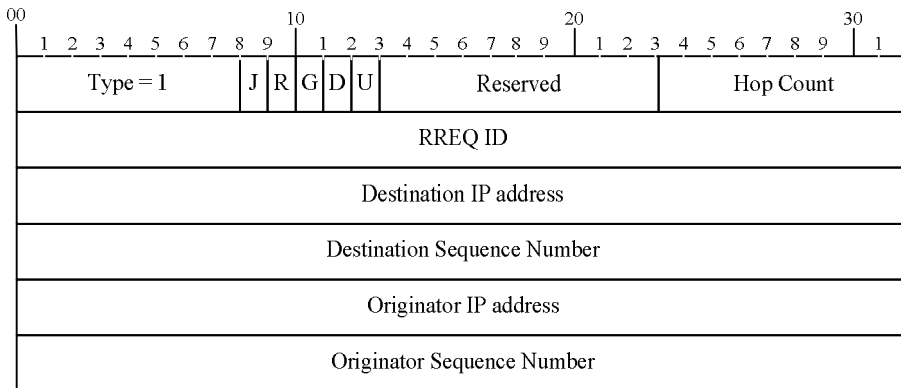 00 10 20 30
1 2 3 4 5 6 7 8 9 1 2 3 4 5 6 7 8 9 1 2 3 4 5 6 7 8 9 1
Type = 1 J R G D U Reserved Hop Count
RREQ ID
Destination IP address
Destination Sequence Number
Originator IP address
Originator Sequence Number